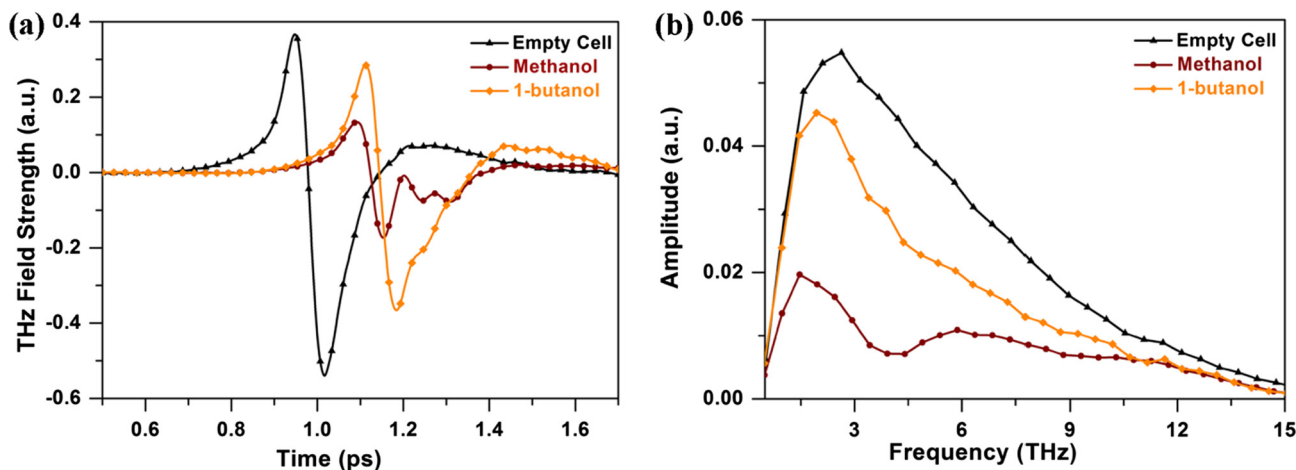 (a)
THz Field Strength (a.u.)
0.4
0.2
0.0
-0.2
-0.4
-0.6
Empty Cell
Methanol
1-butanol
0.6 0.8 1.0 1.2 1.4 1.6
Time (ps)
(b)
Amplitude (a.u.)
0.06
0.04
0.02
0.00
Empty Cell
Methanol
1-butanol
3 6 9 12 15
Frequency (THz)